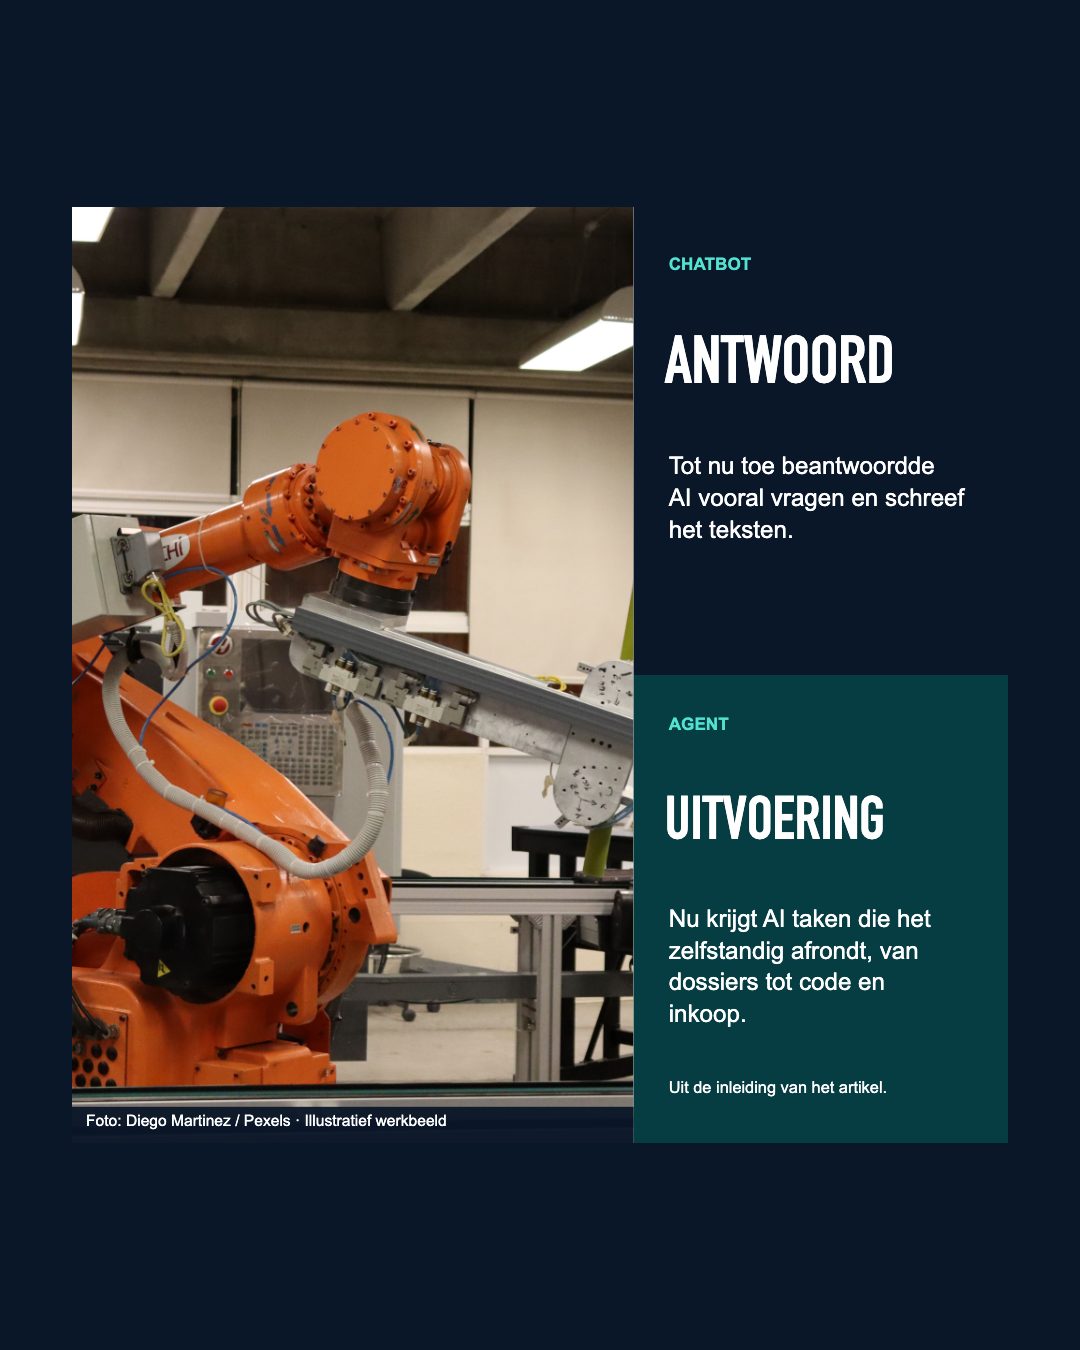 CHATBOT
ANTWOORD
Tot nu toe beantwoordde
AI vooral vragen en schreef
het teksten.
AGENT
UITVOERING
Nu krijgt AI taken die het
zelfstandig afrondt, van
dossiers tot code en
inkoop.
Uit de inleiding van het artikel.
Foto: Diego Martinez / Pexels · Illustratief werkbeeld